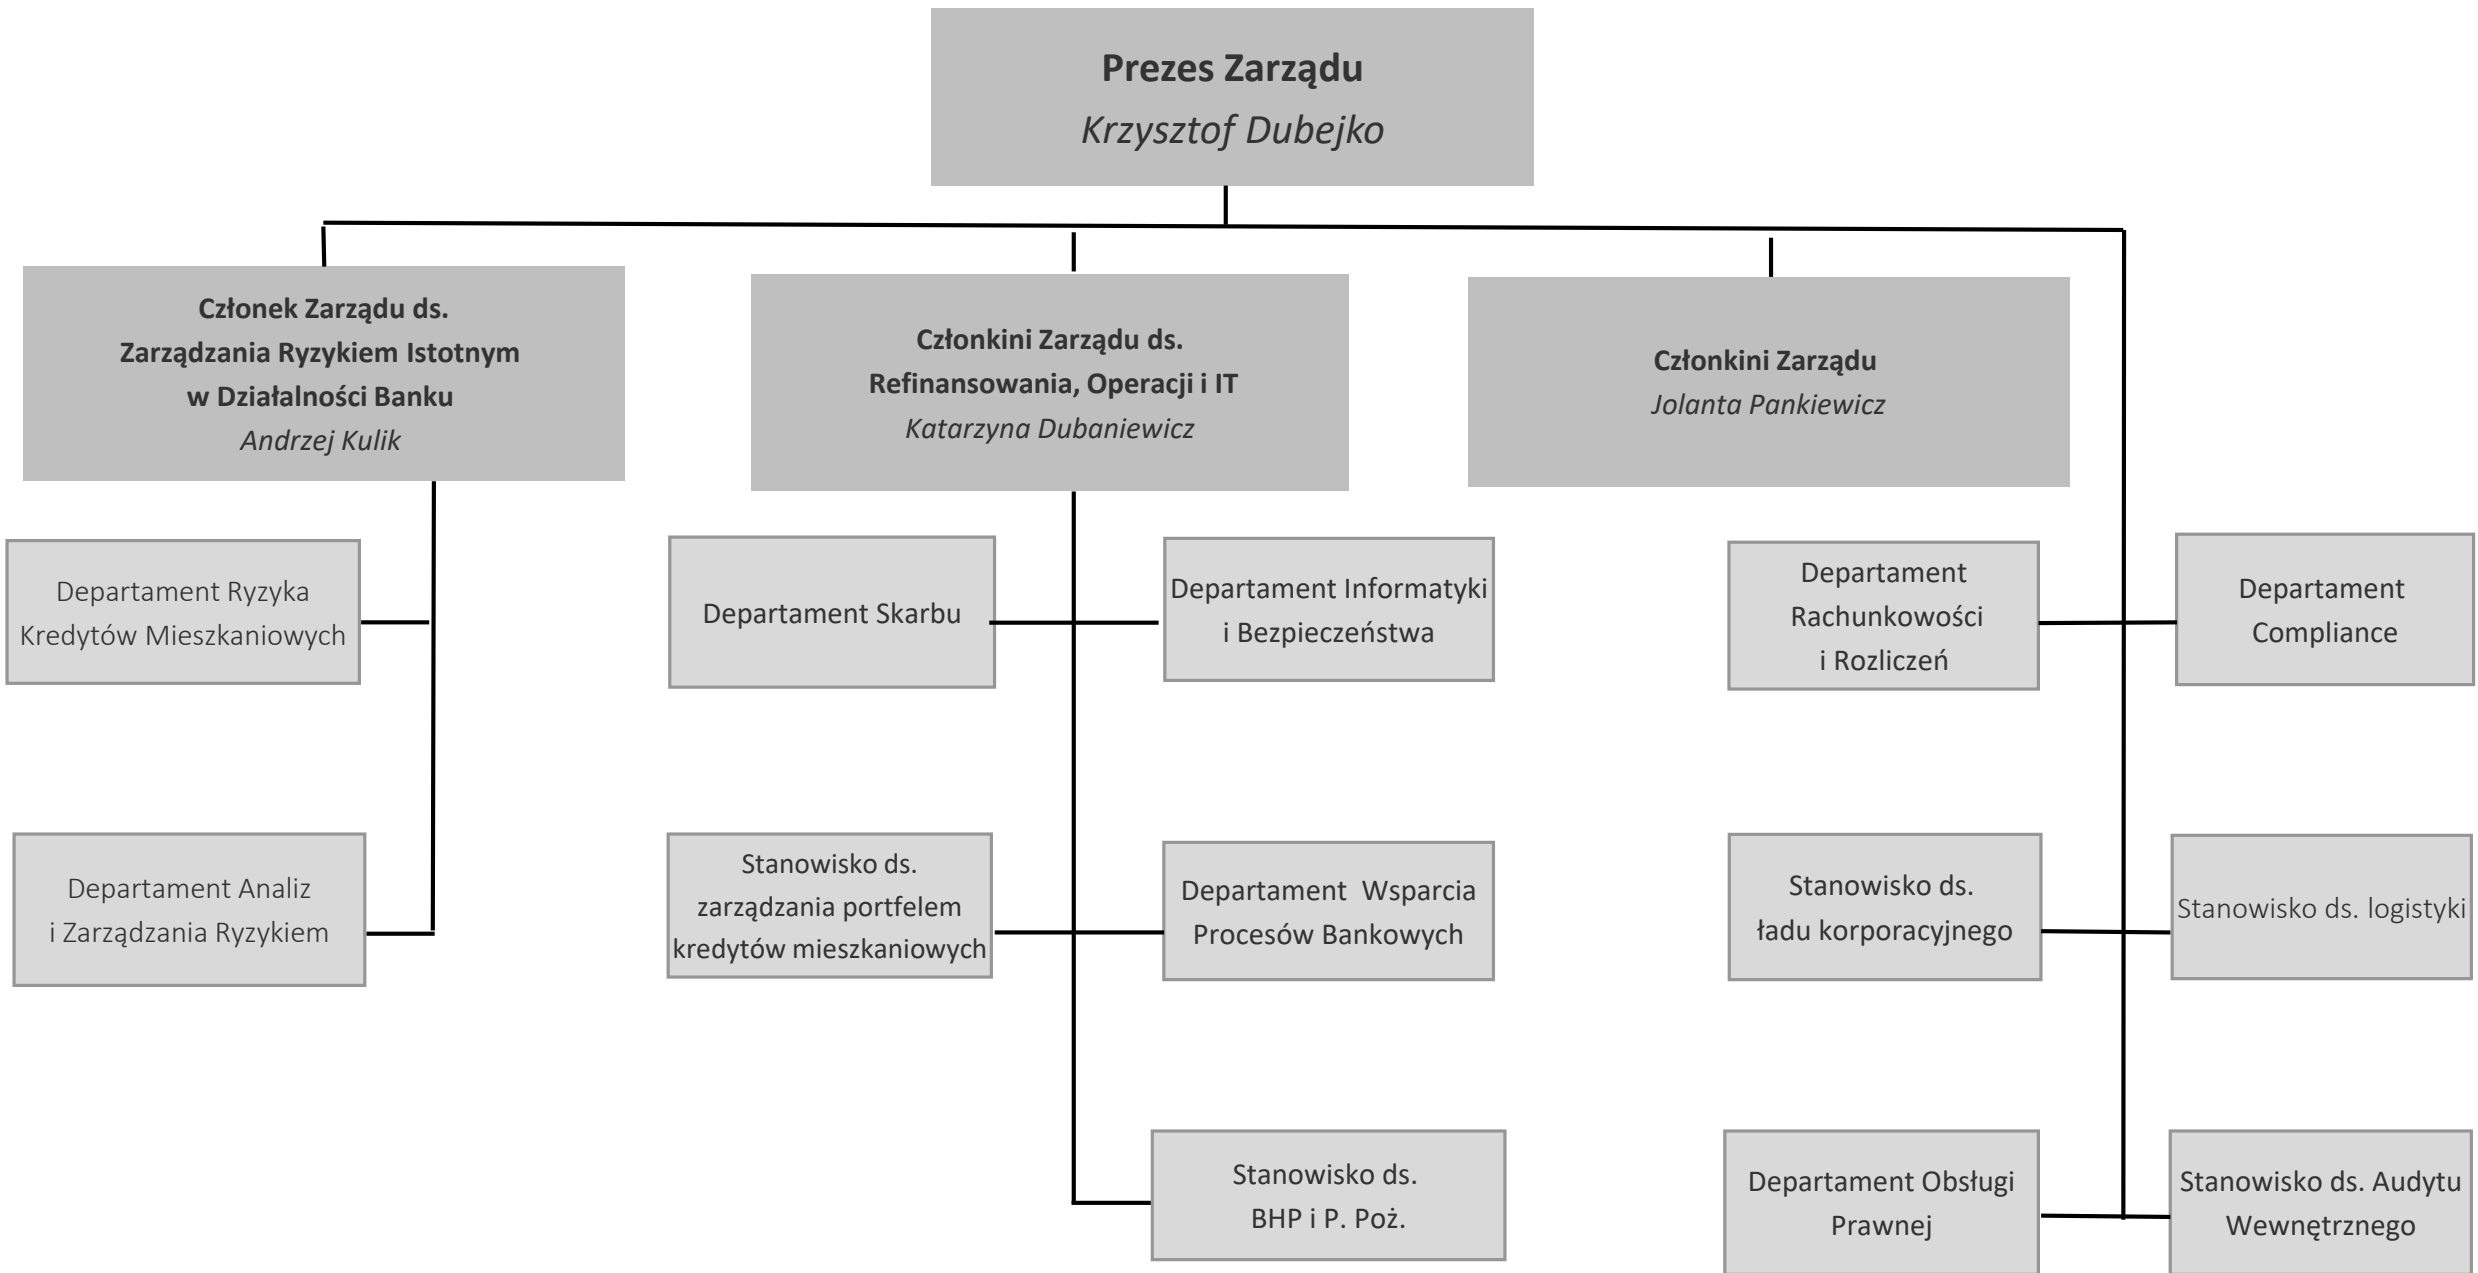 Prezes Zarządu
Krzysztof Dubejko
Członek Zarządu ds.
Zarządzania Ryzykiem Istotnym
w Działalności Banku
Andrzej Kulik
Członkini Zarządu ds.
Refinansowania, Operacji i IT
Katarzyna Dubaniewicz
Członkini Zarządu
Jolanta Pankiewicz
Departament Ryzyka
Kredytów Mieszkaniowych
Departament Skarbu
Departament Informatyki
i Bezpieczeństwa
Departament
Rachunkowości
i Rozliczeń
Departament
Compliance
Departament Analiz
i Zarządzania Ryzykiem
Stanowisko ds.
zarządzania portfelem
kredytów mieszkaniowych
Departament  Wsparcia
Procesów Bankowych
Stanowisko ds.
ładu korporacyjnego
Stanowisko ds. logistyki
Stanowisko ds.
BHP i P. Poż.
Departament Obsługi
Prawnej
Stanowisko ds. Audytu
Wewnętrznego